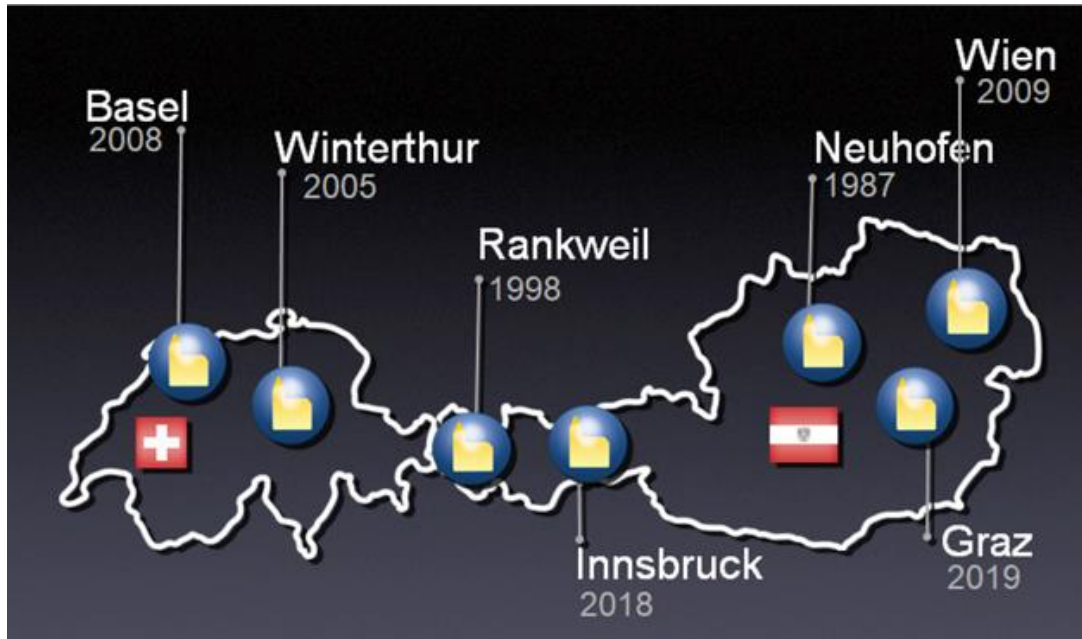 Basel
2008
Winterthur
2005
Rankweil
1998
Innsbruck
2018
Neuhofen
1987
Wien
2009
Graz
2019